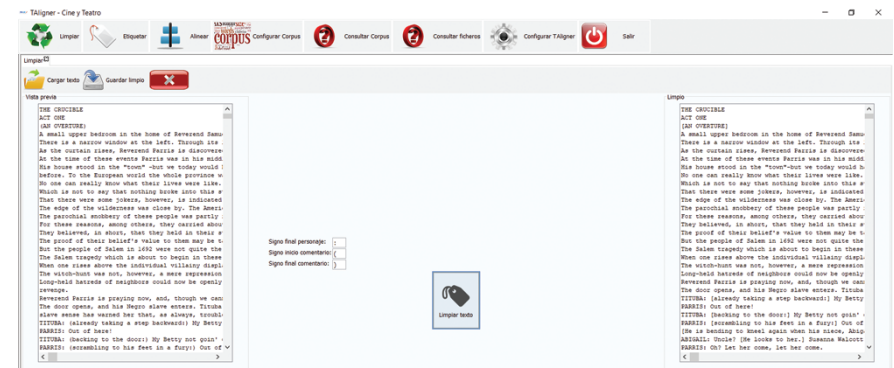 TAligner - Cine y Teatro
Limpiar
Etiquetar
Alinear
CORPUS
Configurar Corpus
Consultar Corpus
Consultar ficheros
Configurar TAligner
Salir
Limpiar
Cargar texto
Guardar limpio
Vista previa
THE CRUCIBLE
ACT ONE
(AN OVERTURE)
A small upper bedroom in the home of Reverend Samu
There is a narrow window at the left. Through its
As the curtain rises, Reverend Parris is discovere
At the time of these events Parris was in his midd
His house stood in the "town" -but we today would
before. To the European world the whole province w
No one can really know what their lives were like.
Which is not to say that nothing broke into this s
That there were some jokers, however, is indicated
The edge of the wilderness was close by. The Ameri
The parochial snobbery of these people was partly
For these reasons, among others, they carried abou
They believed, in short, that they held in their s
The proof of their belief's value to them may be t
But the people of Salem in 1692 were not quite the
The Salem tragedy which is about to begin in these
When one rises above the individual villainy displ
The witch-hunt was not, however, a mere repression
Long-held hatreds of neighbors could now be openly
revenge.
Reverend Parris is praying now, and, though we can
The door opens, and his Negro slave enters. Tituba
slave sense has warned her that, as always, troubl
TITUBA: (already taking a step backward:) My Betty
PARRIS: Out of here!
TITUBA: (backing to the door:) My Betty not goin'
PARRIS: (scrambling to his feet in a fury:) Out of
Signo final personaje: :
Signo inicio comentario: (
Signo final comentario: )
Limpiar texto
Limpio
THE CRUCIBLE
ACT ONE
[AN OVERTURE]
A small upper bedroom in the home of Reverend Samu
There is a narrow window at the left. Through its
As the curtain rises, Reverend Parris is discovere
At the time of these events Parris was in his midd
His house stood in the "town"-but we today would h
before. To the European world the whole province w
No one can really know what their lives were like.
Which is not to say that nothing broke into this s
That there were some jokers, however, is indicated
The edge of the wilderness was close by. The Ameri
The parochial snobbery of these people was partly
For these reasons, among others, they carried abou
They believed, in short, that they held in their s
The proof of their belief's value to them may be t
But the people of Salem in 1692 were not quite the
The Salem tragedy which is about to begin in these
When one rises above the individual villainy displ
The witch-hunt was not, however, a mere repression
Long-held hatreds of neighbors could now be openly
Reverend Parris is praying now, and, though we can
The door opens, and his Negro slave enters. Tituba
TITUBA: [already taking a step backward:] My Betty
PARRIS: Out of here!
TITUBA: [backing to the door:] My Betty not goin'
PARRIS: [scrambling to his feet in a fury:] Out of
[He is bending to kneel again when his niece, Abig
ABIGAIL: Uncle? [He looks to her.] Susanna Walcott
PARRIS: Oh? Let her come, let her come.